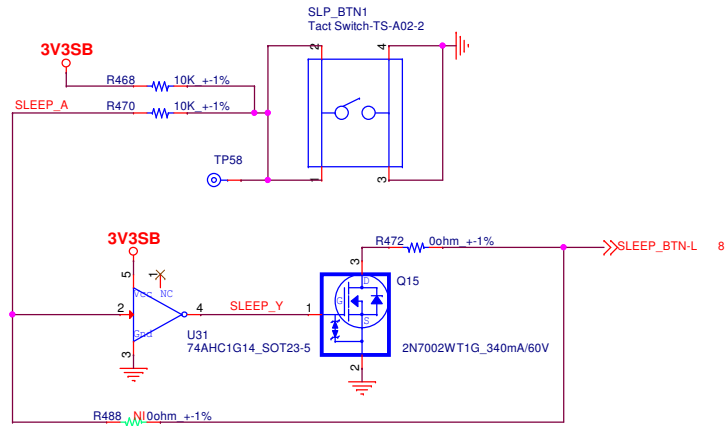 SLP_BTN1
Tact Switch-TS-A02-2
3V3SB
2
4
R468
10K_+-1%
SLEEP_A
R470
10K_+-1%
TP58
1
3
R472
0ohm_+-1%
SLEEP_BTN-L
8
3V3SB
5
1
Vcc
NC
3
D
Q15
2
4
SLEEP_Y
1
G
S
Gnd
U31
74AHC1G14_SOT23-5
2N7002WT1G_340mA/60V
3
2
R488
NI
0ohm_+-1%